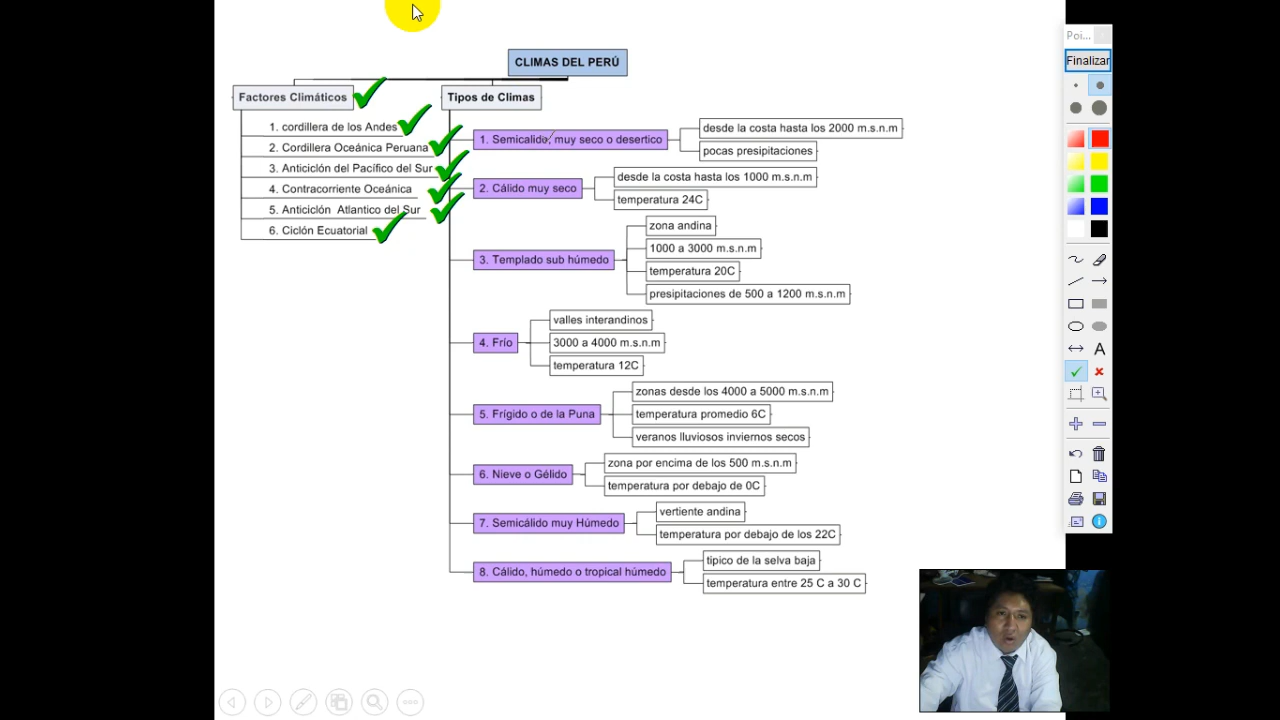 CLIMAS DEL PERÚ
Factores Climáticos
1. cordillera de los Andes
2. Cordillera Oceánica Peruana
3. Anticiclón del Pacífico del Sur
4. Contracorriente Oceánica
5. Anticiclón Atlantico del Sur
6. Ciclón Ecuatorial
Tipos de Climas
1. Semicalido, muy seco o desertico
desde la costa hasta los 2000 m.s.n.m
pocas presipitaciones
2. Cálido muy seco
desde la costa hasta los 1000 m.s.n.m
temperatura 24C
3. Templado sub húmedo
zona andina
1000 a 3000 m.s.n.m
temperatura 20C
presipitaciones de 500 a 1200 m.s.n.m
4. Frío
valles interandinos
3000 a 4000 m.s.n.m
temperatura 12C
5. Frígido o de la Puna
zonas desde los 4000 a 5000 m.s.n.m
temperatura promedio 6C
veranos lluviosos inviernos secos
6. Nieve o Gélido
zona por encima de los 500 m.s.n.m
temperatura por debajo de 0C
7. Semicálido muy Húmedo
vertiente andina
temperatura por debajo de los 22C
8. Cálido, húmedo o tropical húmedo
tipico de la selva baja
temperatura entre 25 C a 30 C
Poi...
Finalizar
A